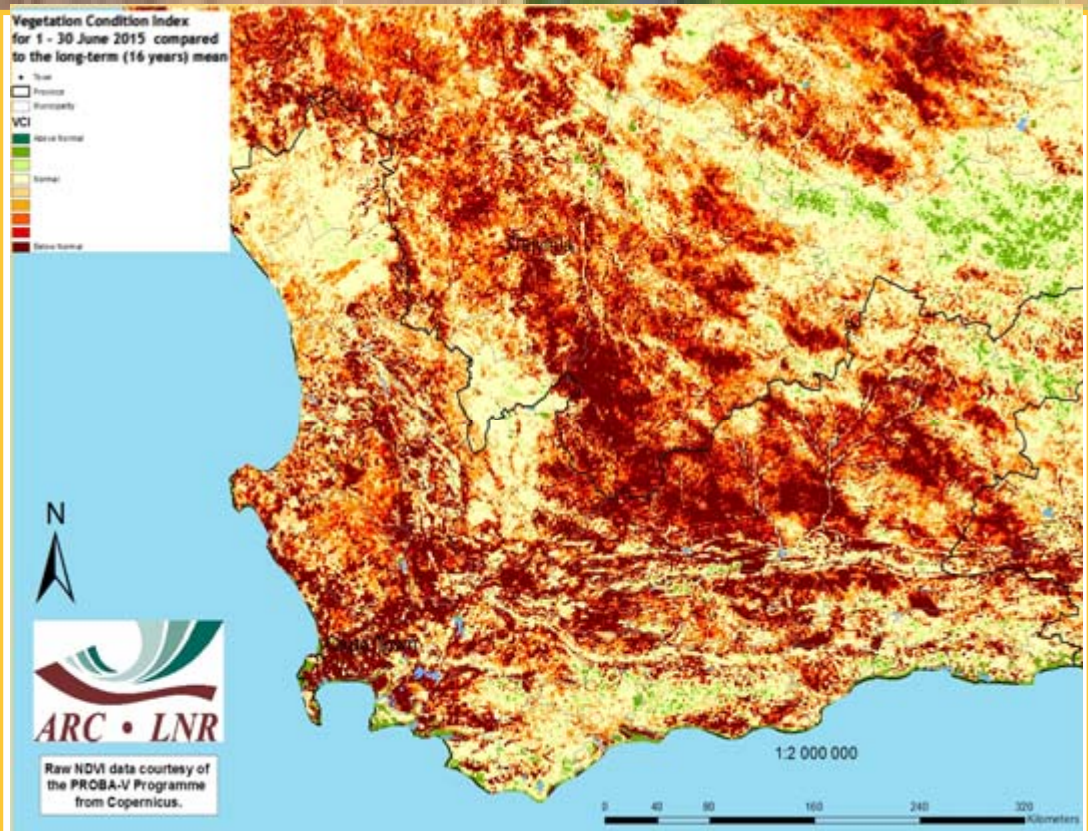 Vegetation Condition Index
for 1 - 30 June 2015 compared
to the long-term (16 years) mean
Town
Province
Municipality
VCI
Above Normal
Normal
Below Normal
N
ARC • LNR
Raw NDVI data courtesy of
the PROBA-V Programme
from Copernicus.
1:2 000 000
0 40 80 160 240 320
Kilometers